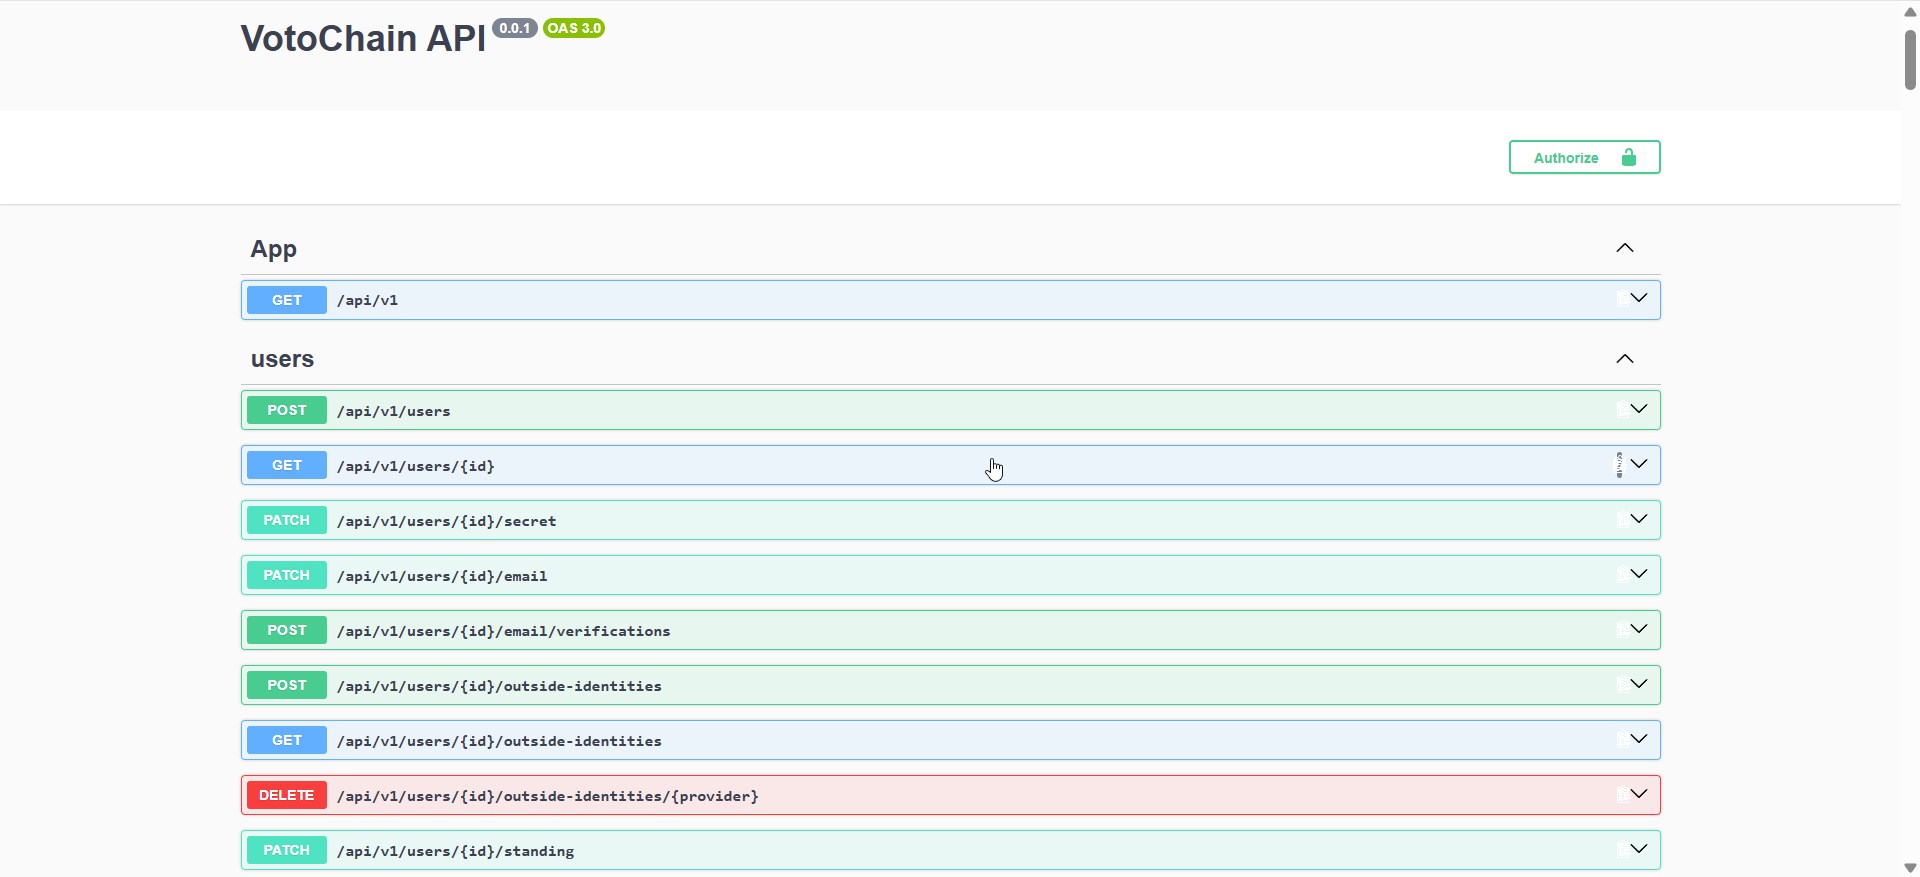 VotoChain API 0.0.1 OAS 3.0
Authorize
App
GET /api/v1
users
POST /api/v1/users
GET /api/v1/users/{id}
PATCH /api/v1/users/{id}/secret
PATCH /api/v1/users/{id}/email
POST /api/v1/users/{id}/email/verifications
POST /api/v1/users/{id}/outside-identities
GET /api/v1/users/{id}/outside-identities
DELETE /api/v1/users/{id}/outside-identities/{provider}
PATCH /api/v1/users/{id}/standing